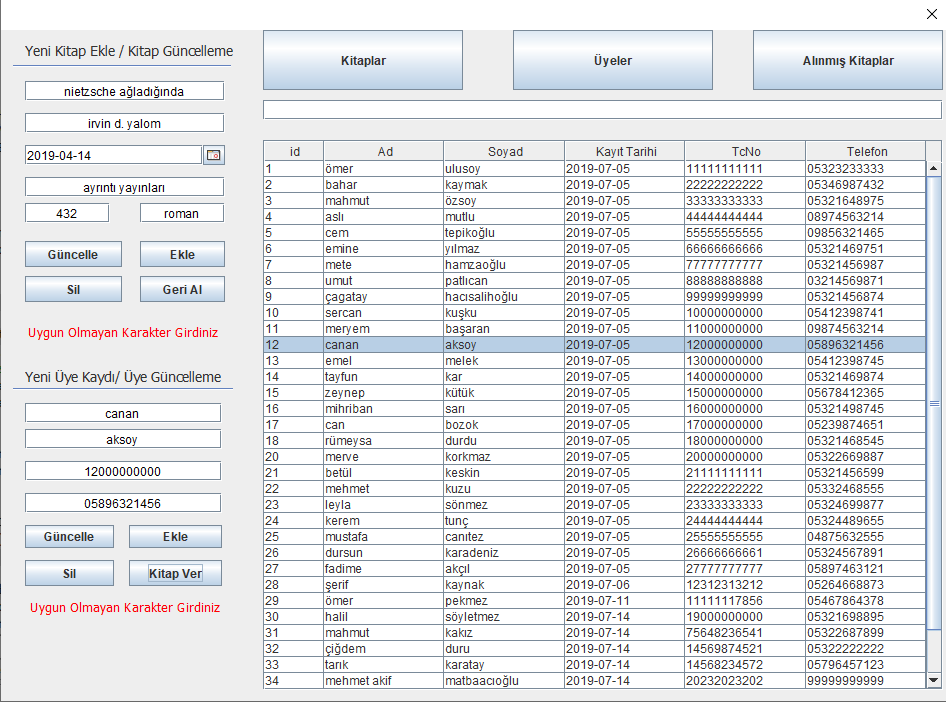 Yeni Kitap Ekle / Kitap Güncelleme
nietzsche ağladığında
irvin d. yalom
2019-04-14
ayrıntı yayınları
432 roman
Güncelle Ekle
Sil Geri Al
Uygun Olmayan Karakter Girdiniz
Yeni Üye Kaydı/ Üye Güncelleme
canan
aksoy
12000000000
05896321456
Güncelle Ekle
Sil Kitap Ver
Uygun Olmayan Karakter Girdiniz
Kitaplar Üyeler Alınmış Kitaplar
id Ad Soyad Kayıt Tarihi TcNo Telefon
1 ömer ulusoy 2019-07-05 11111111111 05323233333
2 bahar kaymak 2019-07-05 22222222222 05346987432
3 mahmut özsoy 2019-07-05 33333333333 05321648975
4 aslı mutlu 2019-07-05 44444444444 08974563214
5 cem tepikoğlu 2019-07-05 55555555555 09856321465
6 emine yılmaz 2019-07-05 66666666666 05321469751
7 mete hamzaoğlu 2019-07-05 77777777777 05321456987
8 umut patlıcan 2019-07-05 88888888888 03214569871
9 çagatay hacısalihoğlu 2019-07-05 99999999999 05321456874
10 sercan kuşku 2019-07-05 10000000000 05412398741
11 meryem başaran 2019-07-05 11000000000 09874563214
12 canan aksoy 2019-07-05 12000000000 05896321456
13 emel melek 2019-07-05 13000000000 05412398745
14 tayfun kar 2019-07-05 14000000000 05321469874
15 zeynep kütük 2019-07-05 15000000000 05678412365
16 mihriban sarı 2019-07-05 16000000000 05321498745
17 can bozok 2019-07-05 17000000000 05239874651
18 rümeysa durdu 2019-07-05 18000000000 05321468545
20 merve korkmaz 2019-07-05 20000000000 05322669887
21 betül keskin 2019-07-05 21111111111 05321456599
22 mehmet kuzu 2019-07-05 22222222222 05332468555
23 leyla sönmez 2019-07-05 23333333333 05324699877
24 kerem tunç 2019-07-05 24444444444 05324489655
25 mustafa canıtez 2019-07-05 25555555555 04875632555
26 dursun karadeniz 2019-07-05 26666666661 05324567891
27 fadime akçıl 2019-07-05 27777777777 05897463121
28 şerif kaynak 2019-07-06 12312313212 05264668873
29 ömer pekmez 2019-07-11 11111117856 05467864378
30 halil söyletmez 2019-07-14 19000000000 05321698895
31 mahmut kakız 2019-07-14 75648236541 05322687899
32 çiğdem duru 2019-07-14 14569874521 05322222222
33 tarık karatay 2019-07-14 14568234572 05796457123
34 mehmet akif matbaacıoğlu 2019-07-14 20232023202 99999999999